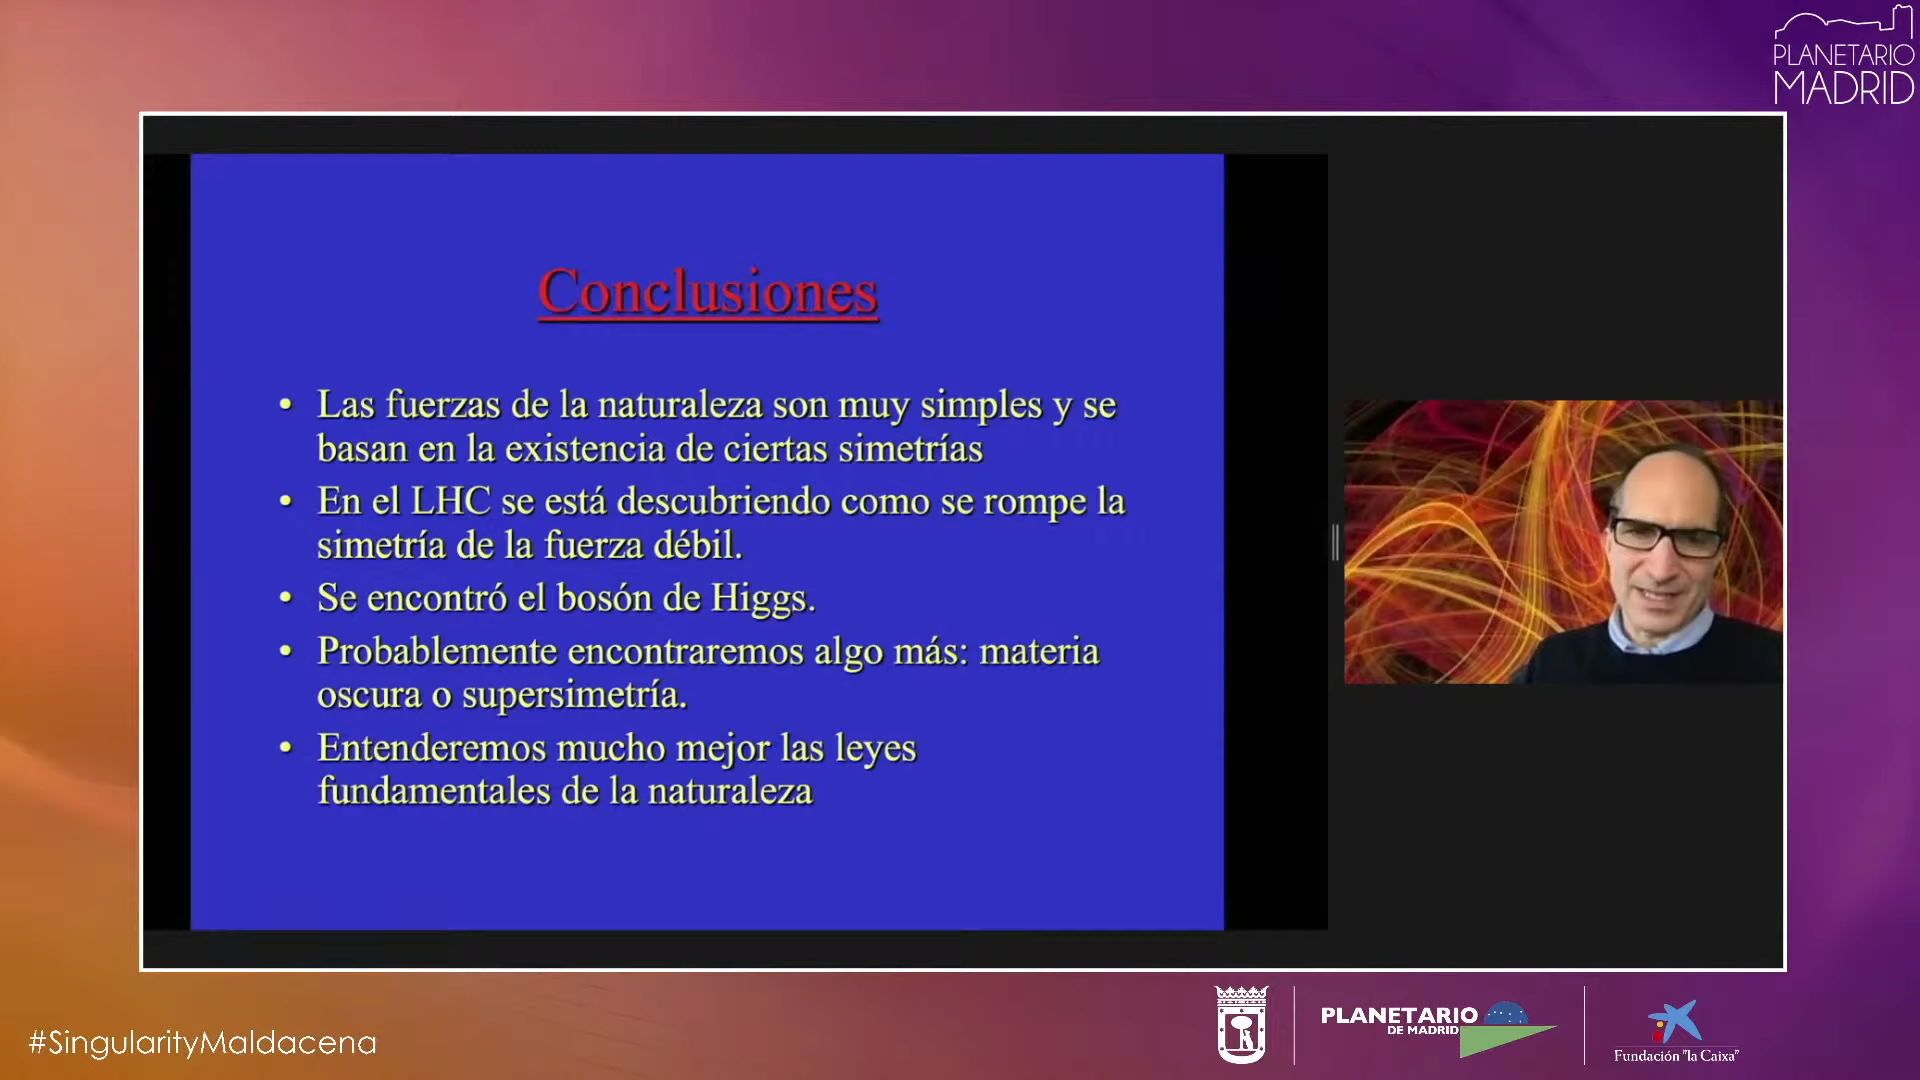 PLANETARIO
MADRID
Conclusiones
• Las fuerzas de la naturaleza son muy simples y se
basan en la existencia de ciertas simetrías
• En el LHC se está descubriendo como se rompe la
simetría de la fuerza débil.
• Se encontró el bosón de Higgs.
• Probablemente encontraremos algo más: materia
oscura o supersimetría.
• Entenderemos mucho mejor las leyes
fundamentales de la naturaleza
#SingularityMaldacena
PLANETARIO
DE MADRID
Fundación "la Caixa"